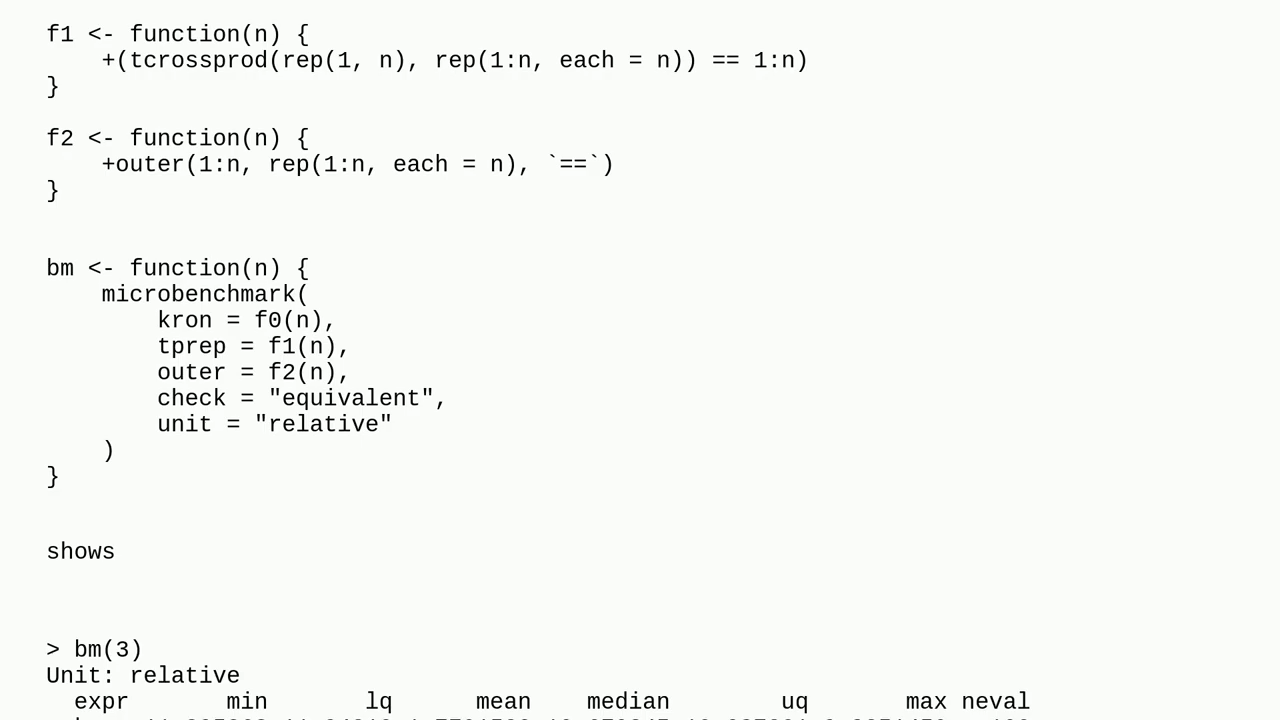 f1 <- function(n) {
    +(tcrossprod(rep(1, n), rep(1:n, each = n)) == 1:n)
}
f2 <- function(n) {
    +outer(1:n, rep(1:n, each = n), `==`)
}
bm <- function(n) {
    microbenchmark(
        kron = f0(n),
        tprep = f1(n),
        outer = f2(n),
        check = "equivalent",
        unit = "relative"
    )
}
shows
> bm(3)
Unit: relative
  expr       min       lq      mean    median        uq       max neval